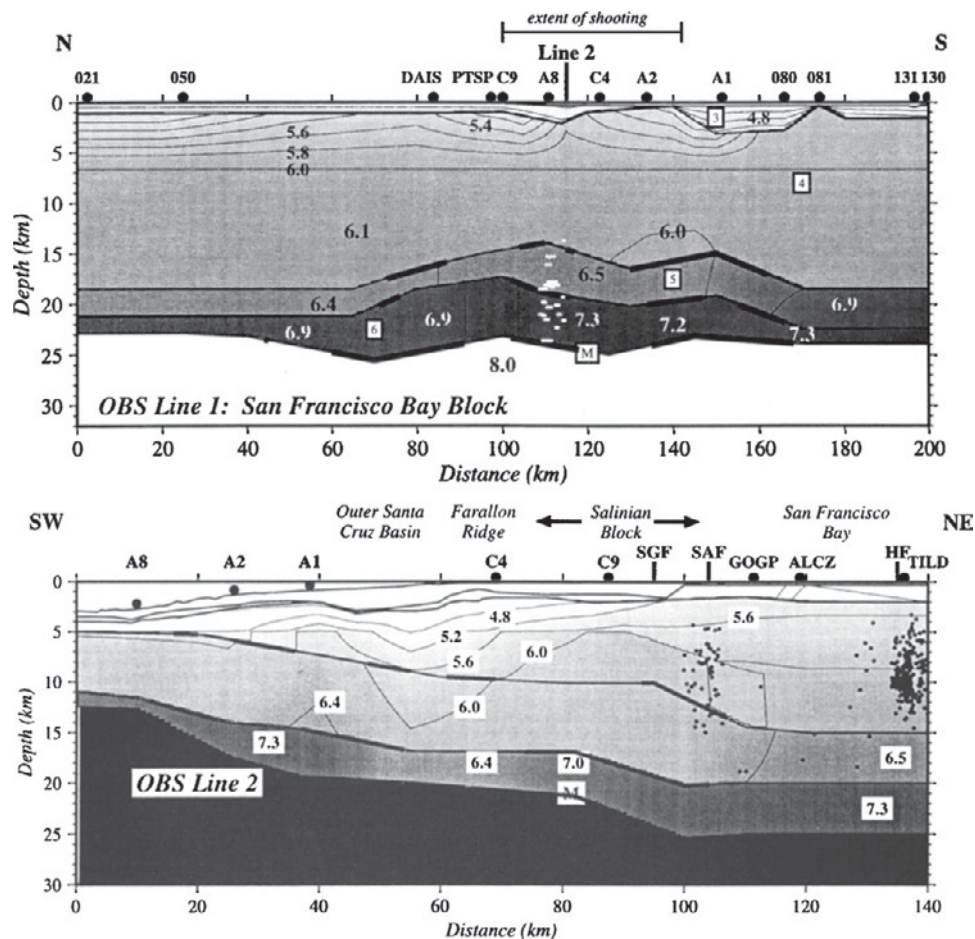 extent of shooting
N Line 2 S
021 050 DAIS PTSP C9 A8 C4 A2 A1 080 081 131 130
0
5
10
15
20
25
30
Depth (km)
5.4 3 4.8
5.6
5.8
6.0
4
6.1 6.0
6.5 5
6.4 6.9
6.9 6 6.9 7.3 7.2 7.3
M
8.0
OBS Line 1: San Francisco Bay Block
0 20 40 60 80 100 120 140 160 180 200
Distance (km)
SW Outer Santa Cruz Basin Farallon Ridge Salinian Block San Francisco Bay NE
A8 A2 A1 C4 C9 SGF SAF GOGP ALCZ HF TILD
0
5
10
15
20
25
30
Depth (km)
4.8 5.6
5.2
5.6 6.0
6.4 6.0
7.3 6.4 7.0 6.5
M
7.3
OBS Line 2
0 20 40 60 80 100 120 140
Distance (km)